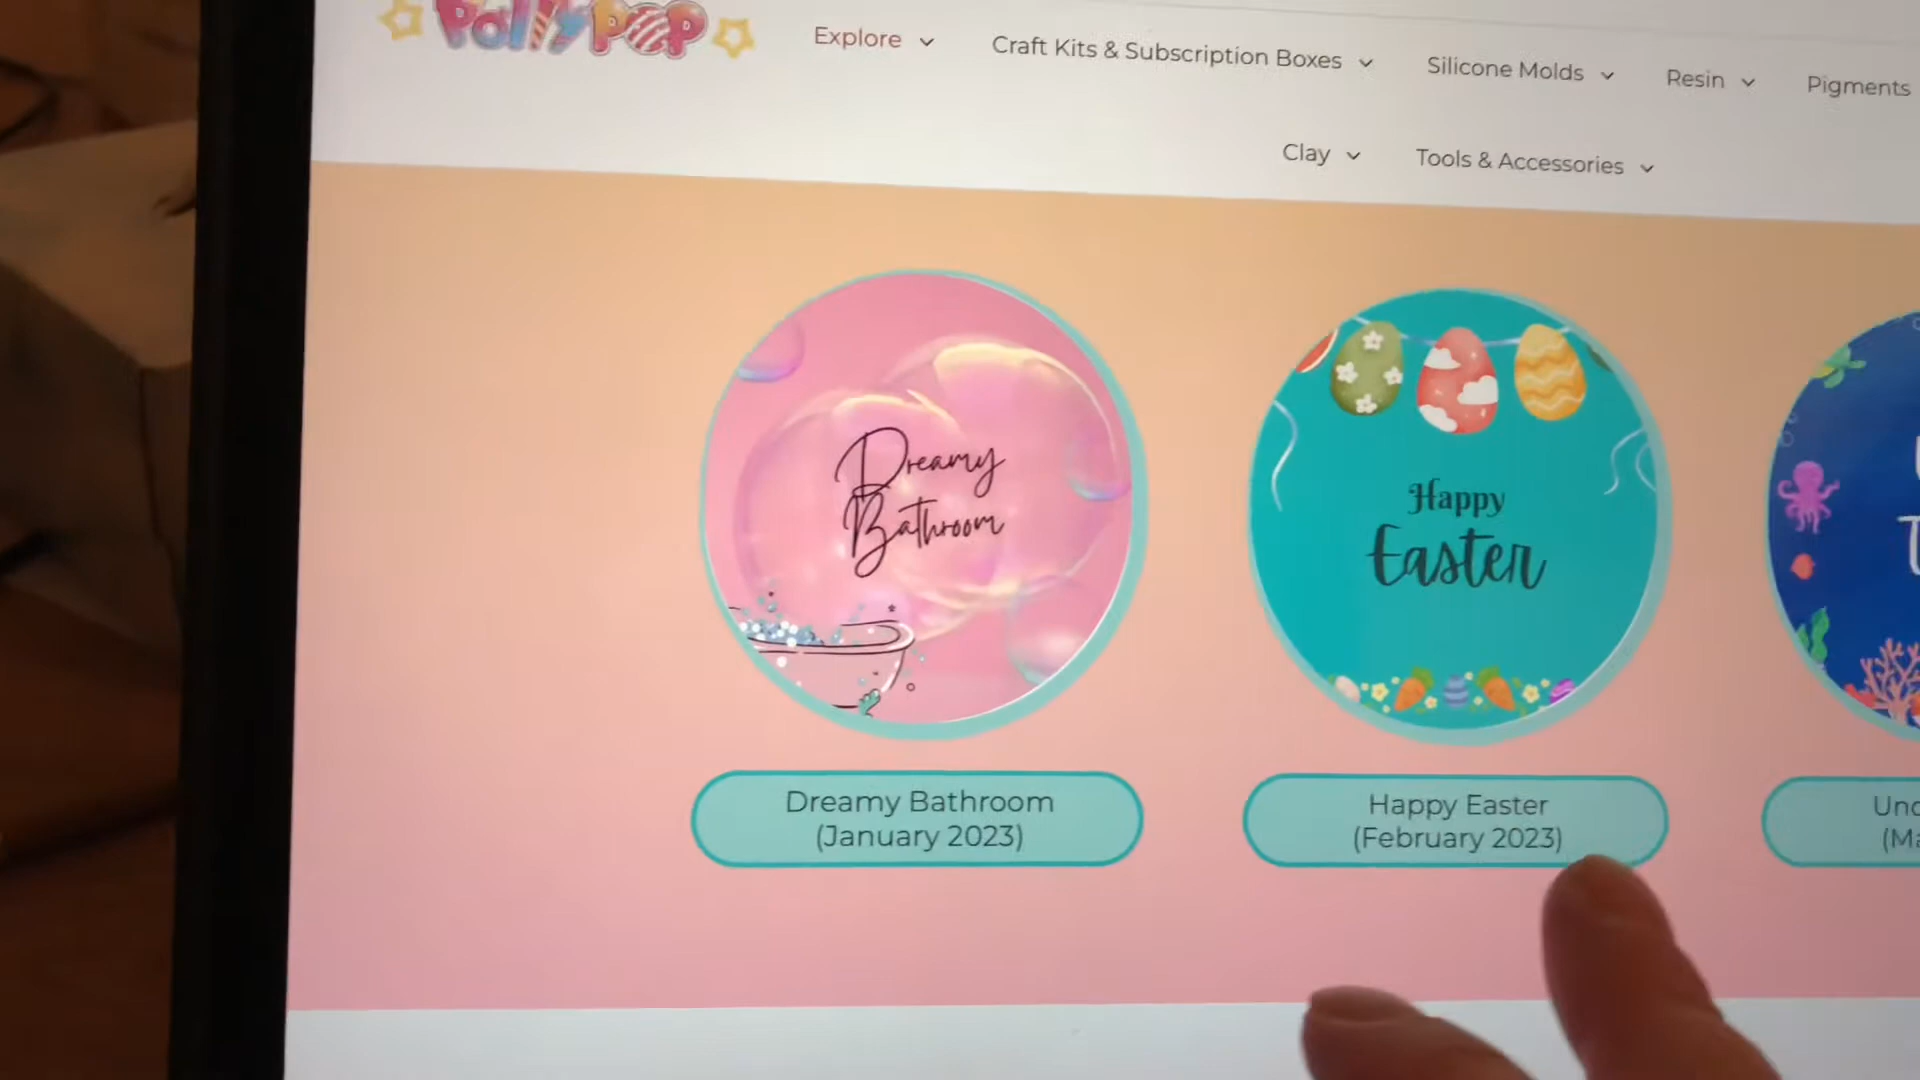 PollyPOP
Explore
Craft Kits & Subscription Boxes
Silicone Molds
Resin
Pigments
Clay
Tools & Accessories
Dreamy
Bathroom
Happy
Easter
Dreamy Bathroom
(January 2023)
Happy Easter
(February 2023)